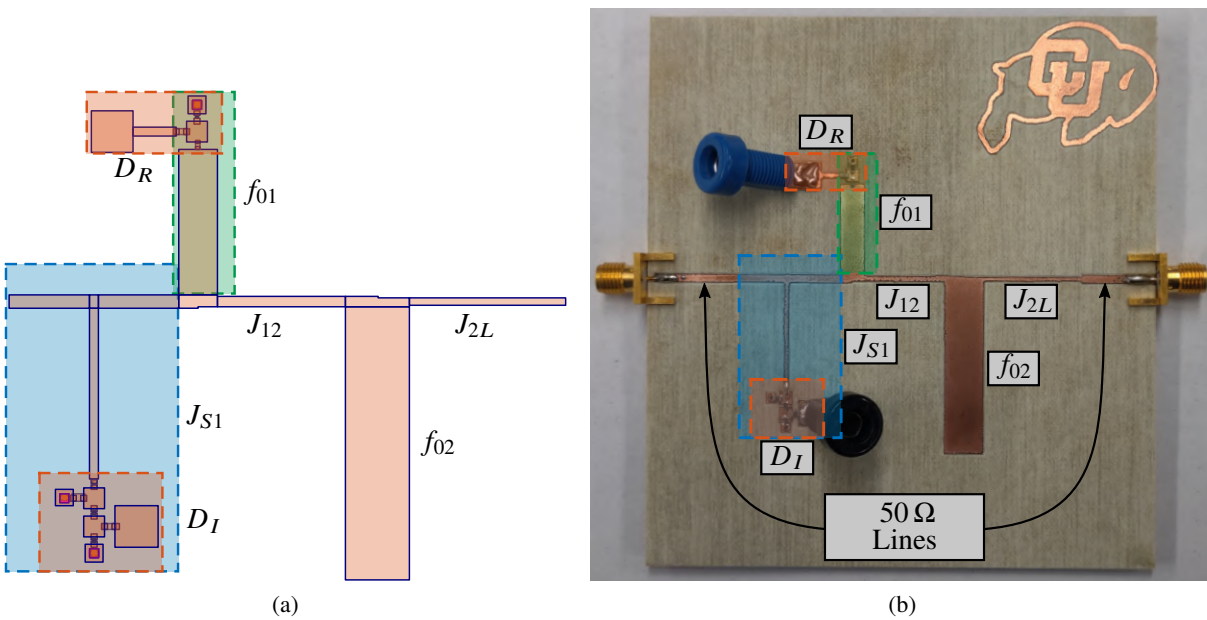 D_R
f_01
J_12
J_2L
J_S1
f_02
D_I
(a)
CU
D_R
f_01
J_12
J_2L
J_S1
f_02
D_I
50 Ω
Lines
(b)